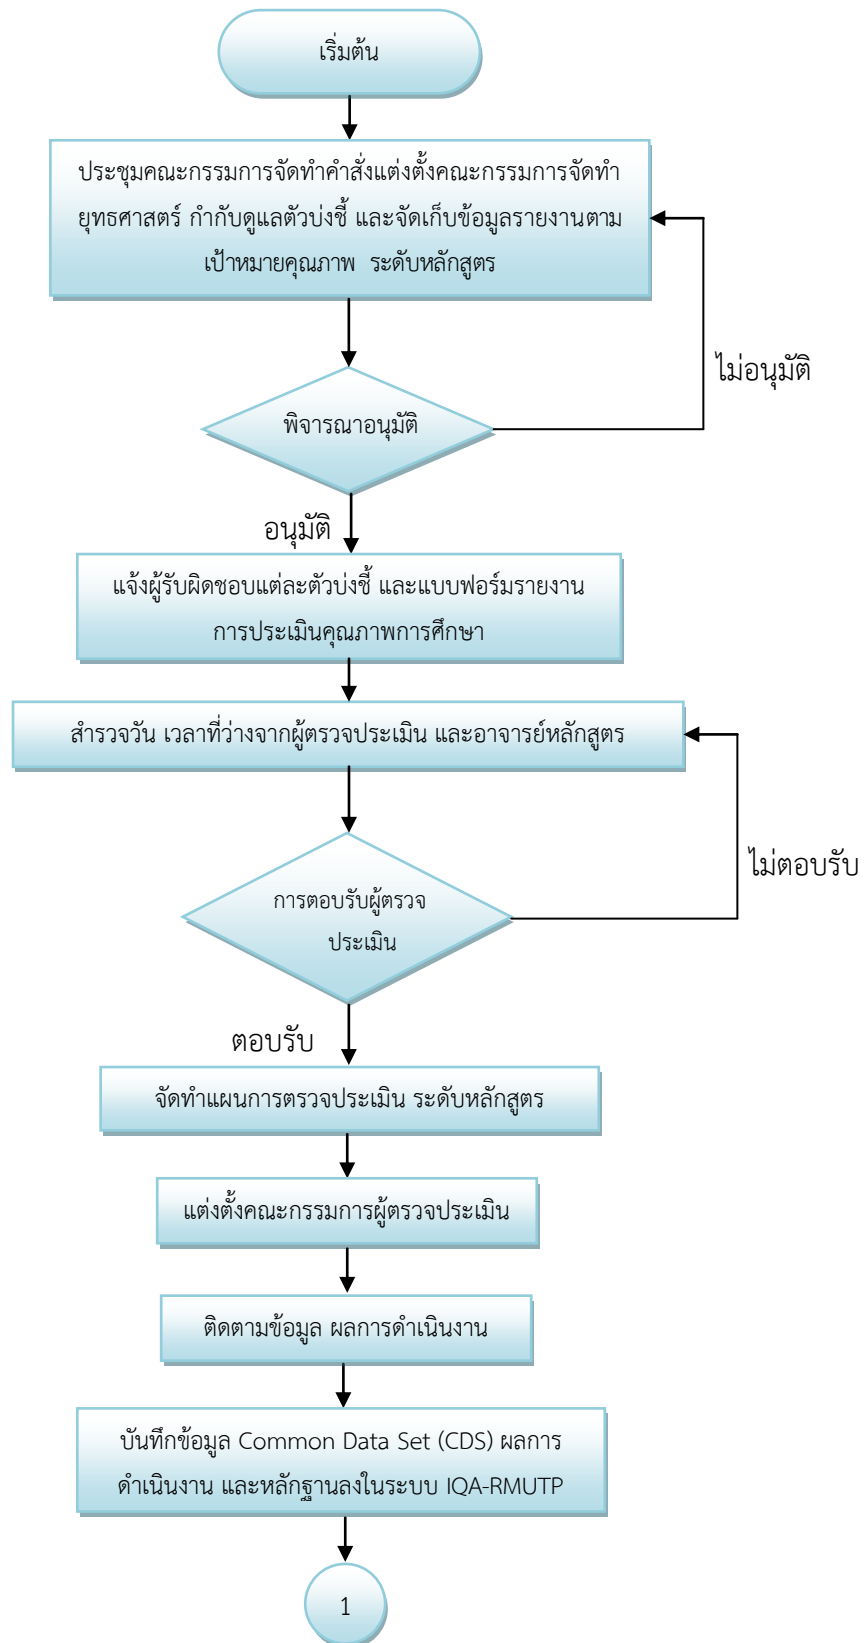 เริ่มต้น
ประชุมคณะกรรมการจัดทำคำสั่งแต่งตั้งคณะกรรมการจัดทำ
ยุทธศาสตร์ กำกับดูแลตัวบ่งชี้ และจัดเก็บข้อมูลรายงานตาม
เป้าหมายคุณภาพ ระดับหลักสูตร
ไม่อนุมัติ
พิจารณาอนุมัติ
อนุมัติ
แจ้งผู้รับผิดชอบแต่ละตัวบ่งชี้ และแบบฟอร์มรายงาน
การประเมินคุณภาพการศึกษา
สำรวจวัน เวลาที่ว่างจากผู้ตรวจประเมิน และอาจารย์หลักสูตร
ไม่ตอบรับ
การตอบรับผู้ตรวจ
ประเมิน
ตอบรับ
จัดทำแผนการตรวจประเมิน ระดับหลักสูตร
แต่งตั้งคณะกรรมการผู้ตรวจประเมิน
ติดตามข้อมูล ผลการดำเนินงาน
บันทึกข้อมูล Common Data Set (CDS) ผลการ
ดำเนินงาน และหลักฐานลงในระบบ IQA-RMUTP
1